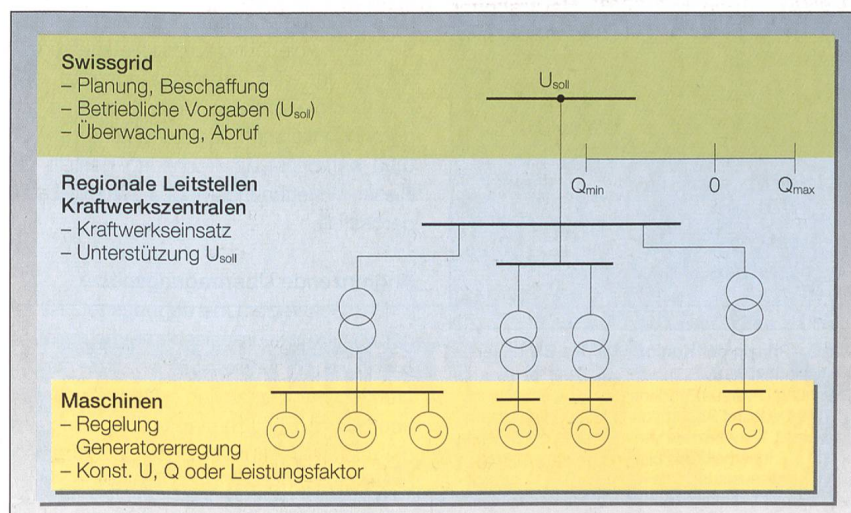 Swissgrid
– Planung, Beschaffung
– Betriebliche Vorgaben (Usoll)
– Überwachung, Abruf
Usoll
Qmin 0 Qmax
Regionale Leitstellen
Kraftwerkszentralen
– Kraftwerkseinsatz
– Unterstützung Usoll
Maschinen
– Regelung
Generatorerregung
– Konst. U, Q oder Leistungsfaktor